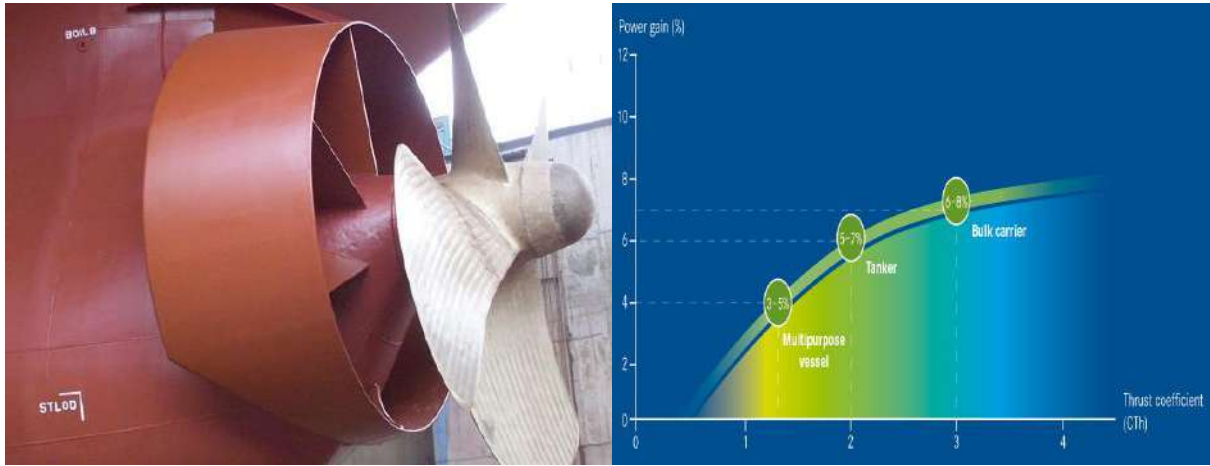 BOIL B
STLOD
Power gain (%)
12
10
8
6
4
2
0
6-8%
Bulk carrier
5-7%
Tanker
3-5%
Multipurpose
vessel
0
1
2
3
4
Thrust coefficient
(CTh)